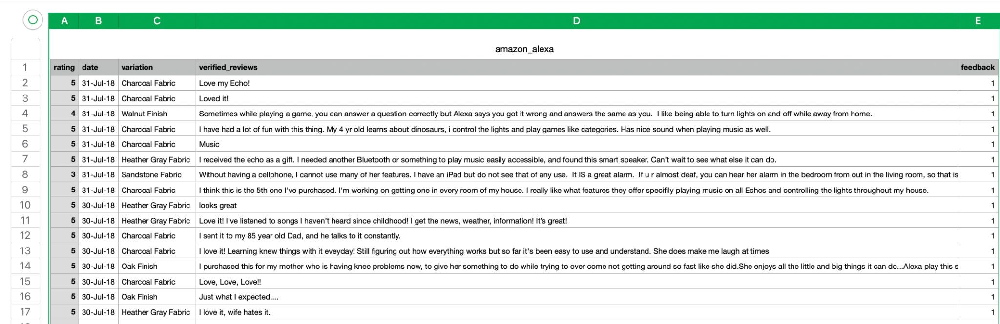 A B C D E
amazon_alexa
1 rating date variation verified_reviews feedback
2 5 31-Jul-18 Charcoal Fabric Love my Echo! 1
3 5 31-Jul-18 Charcoal Fabric Loved it! 1
4 4 31-Jul-18 Walnut Finish Sometimes while playing a game, you can answer a question correctly but Alexa says you got it wrong and answers the same as you.  I like being able to turn lights on and off while away from home. 1
5 5 31-Jul-18 Charcoal Fabric I have had a lot of fun with this thing. My 4 yr old learns about dinosaurs, i control the lights and play games like categories. Has nice sound when playing music as well. 1
6 5 31-Jul-18 Charcoal Fabric Music 1
7 5 31-Jul-18 Heather Gray Fabric I received the echo as a gift. I needed another Bluetooth or something to play music easily accessible, and found this smart speaker. Can’t wait to see what else it can do. 1
8 3 31-Jul-18 Sandstone Fabric Without having a cellphone, I cannot use many of her features. I have an iPad but do not see that of any use.  It IS a great alarm.  If u r almost deaf, you can hear her alarm in the bedroom from out in the living room, so that is 1
9 5 31-Jul-18 Charcoal Fabric I think this is the 5th one I've purchased. I'm working on getting one in every room of my house. I really like what features they offer specifily playing music on all Echos and controlling the lights throughout my house. 1
10 5 30-Jul-18 Heather Gray Fabric looks great 1
11 5 30-Jul-18 Heather Gray Fabric Love it! I’ve listened to songs I haven’t heard since childhood! I get the news, weather, information! It’s great! 1
12 5 30-Jul-18 Charcoal Fabric I sent it to my 85 year old Dad, and he talks to it constantly. 1
13 5 30-Jul-18 Charcoal Fabric I love it! Learning knew things with it eveyday! Still figuring out how everything works but so far it's been easy to use and understand. She does make me laugh at times 1
14 5 30-Jul-18 Oak Finish I purchased this for my mother who is having knee problems now, to give her something to do while trying to over come not getting around so fast like she did.She enjoys all the little and big things it can do...Alexa play this s 1
15 5 30-Jul-18 Charcoal Fabric Love, Love, Love!! 1
16 5 30-Jul-18 Oak Finish Just what I expected.... 1
17 5 30-Jul-18 Heather Gray Fabric I love it, wife hates it. 1